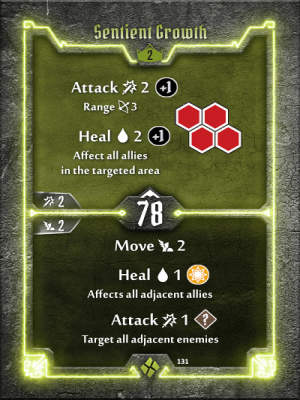 Sentient Growth
2
Attack 2 +1
Range 3
Heal 2 +1
Affect all allies
in the targeted area
2
78
2
Move 2
Heal 1
Affects all adjacent allies
Attack 1 ?
Target all adjacent enemies
131